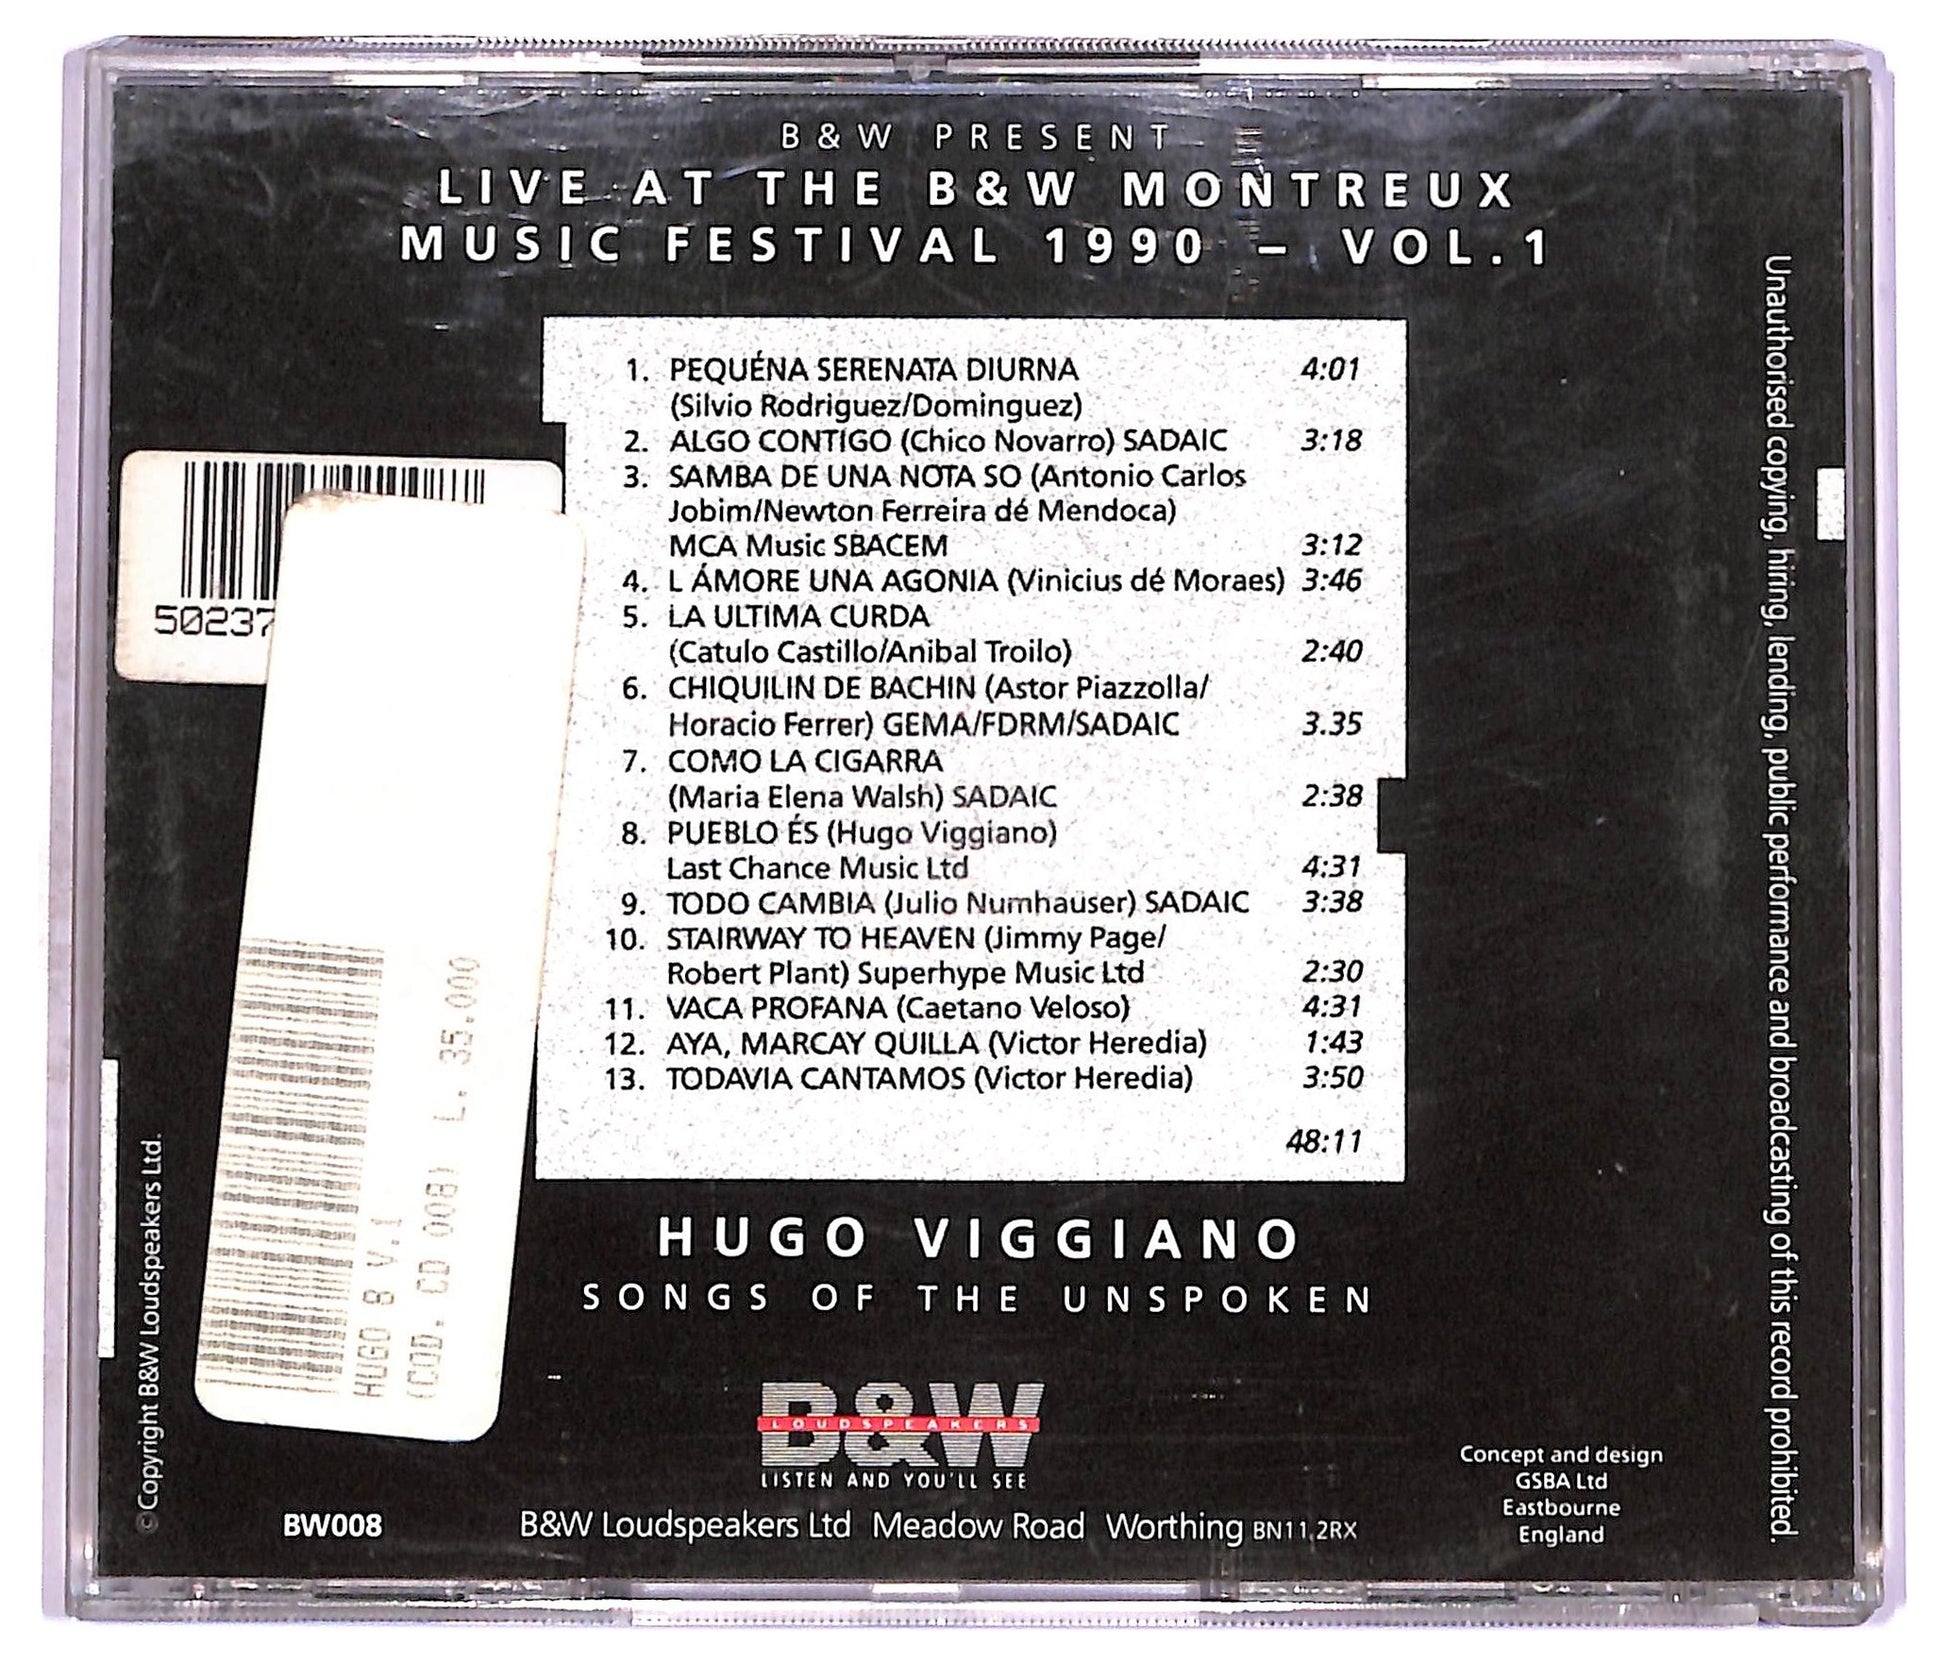 B & W PRESENT
LIVE AT THE B&W MONTREUX
MUSIC FESTIVAL 1990 – VOL.1
1. PEQUÉNA SERENATA DIURNA 4:01
(Silvio Rodriguez/Dominguez)
2. ALGO CONTIGO (Chico Novarro) SADAIC 3:18
3. SAMBA DE UNA NOTA SO (Antonio Carlos
Jobim/Newton Ferreira dé Mendoca)
MCA Music SBACEM 3:12
4. L ÁMORE UNA AGONIA (Vinicius dé Moraes) 3:46
5. LA ULTIMA CURDA
(Catulo Castillo/Anibal Troilo) 2:40
6. CHIQUILIN DE BACHIN (Astor Piazzolla/
Horacio Ferrer) GEMA/FDRM/SADAIC 3.35
7. COMO LA CIGARRA
(Maria Elena Walsh) SADAIC 2:38
8. PUEBLO ÉS (Hugo Viggiano)
Last Chance Music Ltd 4:31
9. TODO CAMBIA (Julio Numhauser) SADAIC 3:38
10. STAIRWAY TO HEAVEN (Jimmy Page/
Robert Plant) Superhype Music Ltd 2:30
11. VACA PROFANA (Caetano Veloso) 4:31
12. AYA, MARCAY QUILLA (Victor Heredia) 1:43
13. TODAVIA CANTAMOS (Victor Heredia) 3:50
48:11
HUGO VIGGIANO
SONGS OF THE UNSPOKEN
B&W
LOUDSPEAKERS
LISTEN AND YOU'LL SEE
BW008
B&W Loudspeakers Ltd Meadow Road Worthing BN11 2RX
Concept and design
GSBA Ltd
Eastbourne
England
50237
HUGO B V.1
(COD. CD 008) L. 35.000
© Copyright B&W Loudspeakers Ltd.
Unauthorised copying, hiring, lending, public performance and broadcasting of this record prohibited.